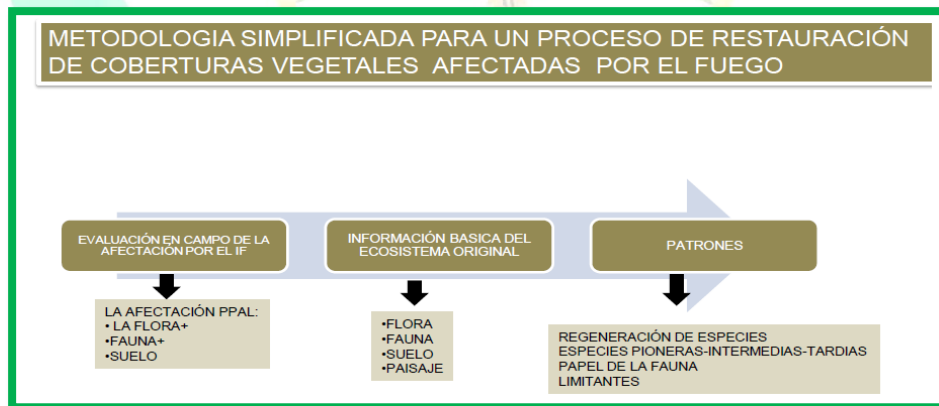 METODOLOGIA SIMPLIFICADA PARA UN PROCESO DE RESTAURACIÓN
DE COBERTURAS VEGETALES AFECTADAS POR EL FUEGO
EVALUACIÓN EN CAMPO DE LA
AFECTACIÓN POR EL IF
LA AFECTACIÓN PPAL:
• LA FLORA+
•FAUNA+
•SUELO
INFORMACIÓN BASICA DEL
ECOSISTEMA ORIGINAL
•FLORA
•FAUNA
•SUELO
•PAISAJE
PATRONES
REGENERACIÓN DE ESPECIES
ESPECIES PIONERAS-INTERMEDIAS-TARDIAS
PAPEL DE LA FAUNA
LIMITANTES